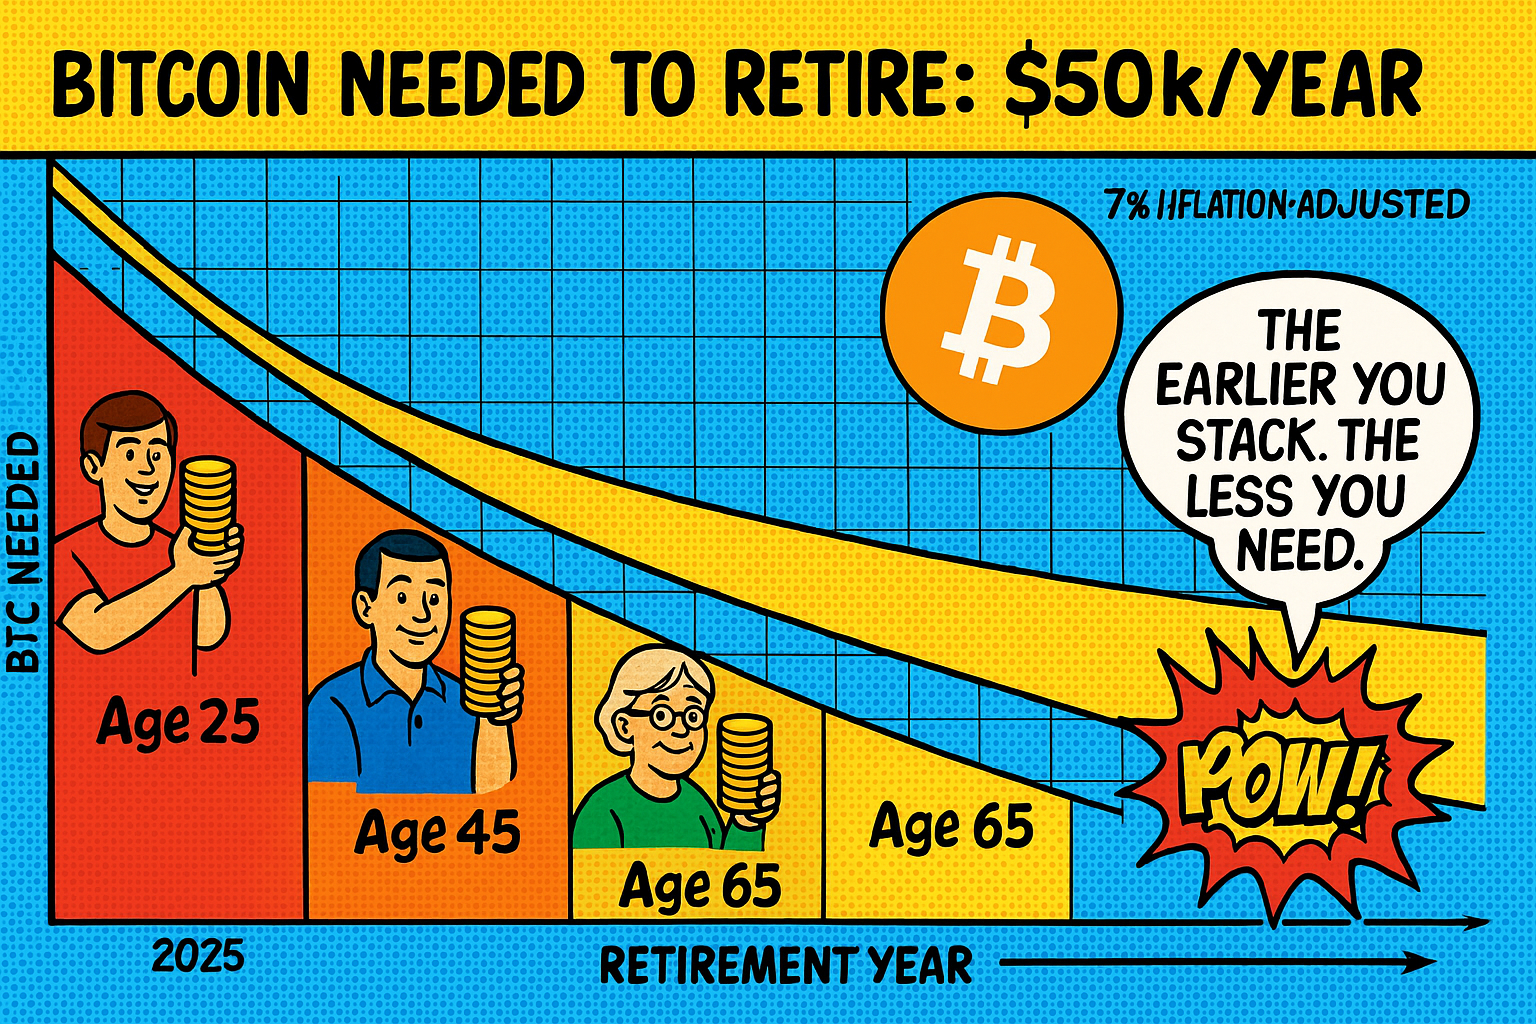 BITCOIN NEEDED TO RETIRE: $50k/YEAR
7% IIFLATION·ADJUSTED
THE
EARLIER YOU
STACK. THE
LESS YOU
NEED.
POW!
BTC NEEDED
Age 25
Age 45
Age 65
Age 65
2025
RETIREMENT YEAR